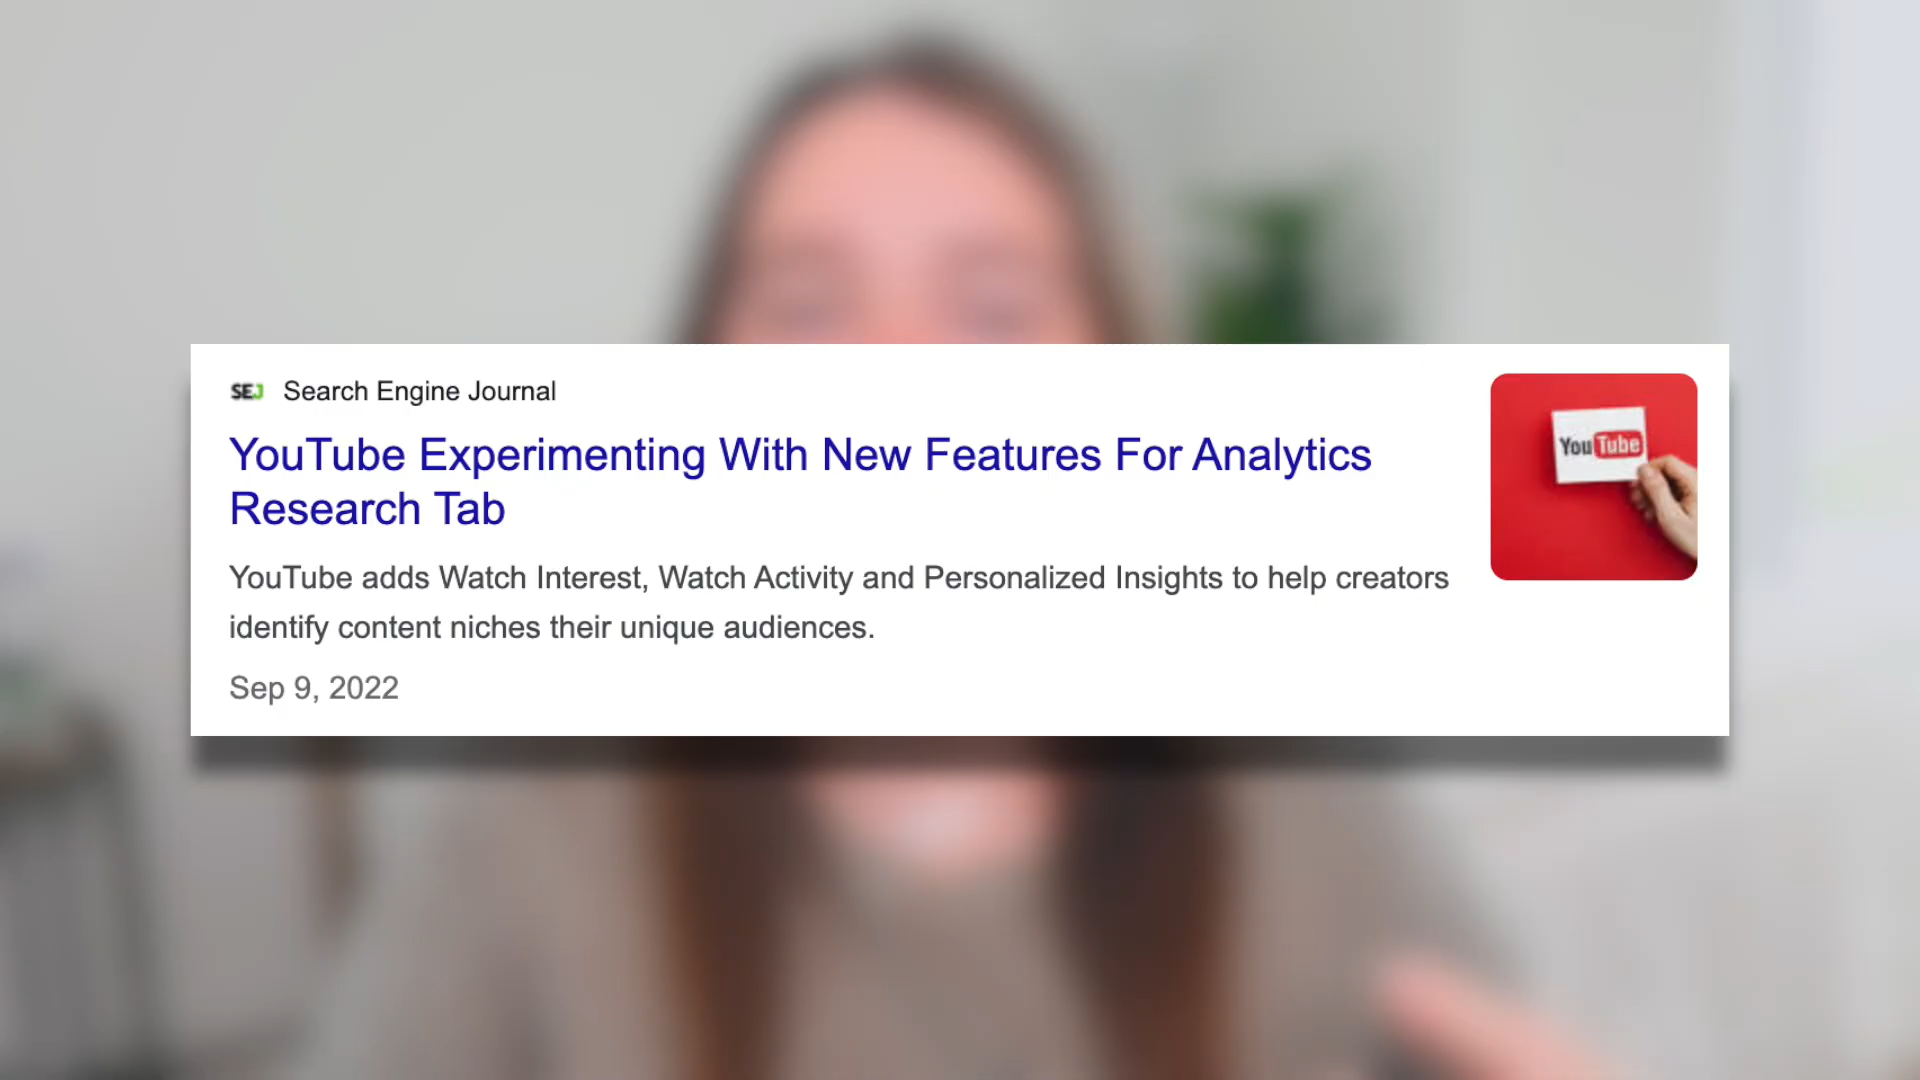 SEJ Search Engine Journal
YouTube Experimenting With New Features For Analytics
Research Tab
YouTube
YouTube adds Watch Interest, Watch Activity and Personalized Insights to help creators
identify content niches their unique audiences.
Sep 9, 2022